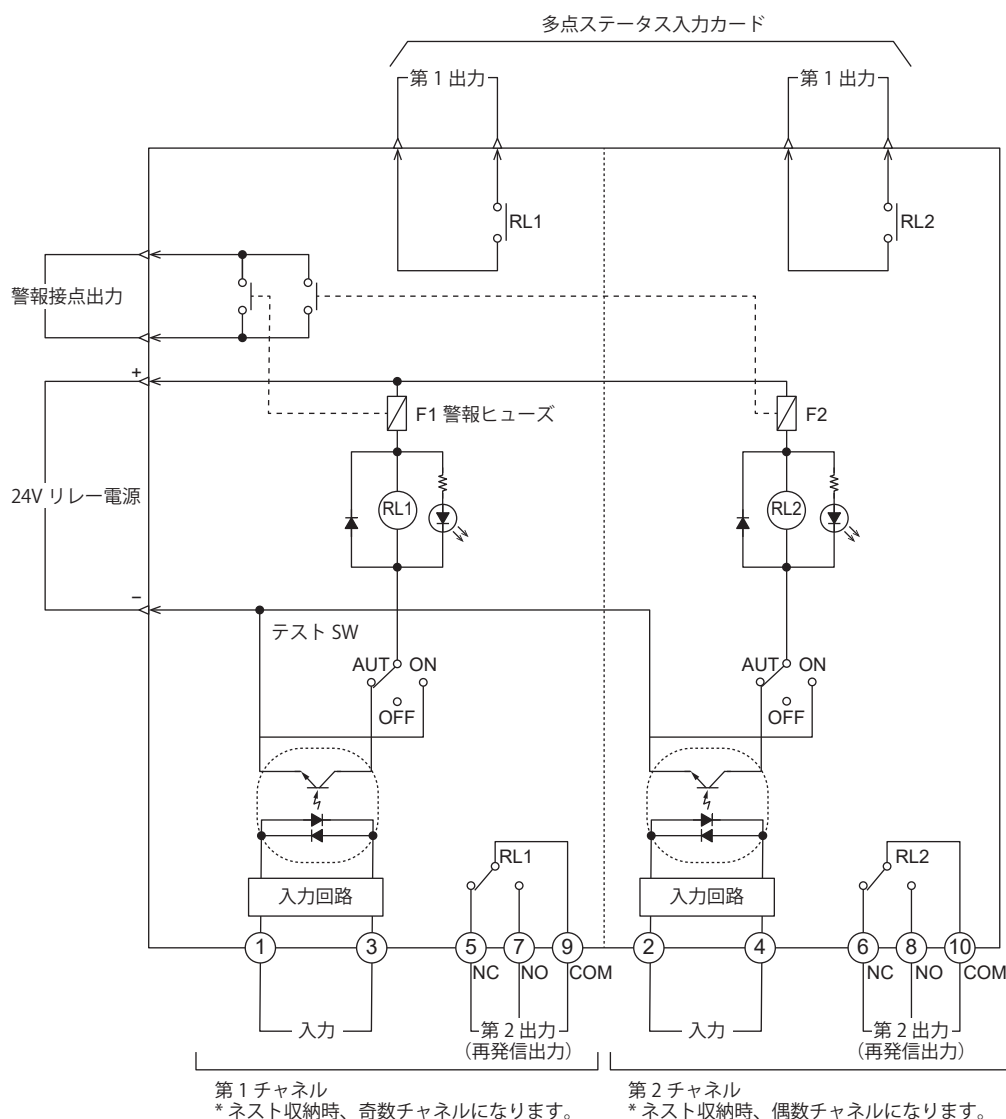 多点ステータス入力カード
第 1 出力
第 1 出力
RL1
RL2
警報接点出力
+
F1 警報ヒューズ
F2
24V リレー電源
RL1
RL2
−
テスト SW
AUT
ON
OFF
AUT
ON
OFF
RL1
RL2
入力回路
入力回路
1
3
5
7
9
2
4
6
8
10
NC
NO
COM
NC
NO
COM
入力
第 2 出力
(再発信出力)
入力
第 2 出力
(再発信出力)
第 1 チャネル
* ネスト収納時、奇数チャネルになります。
第 2 チャネル
* ネスト収納時、偶数チャネルになります。